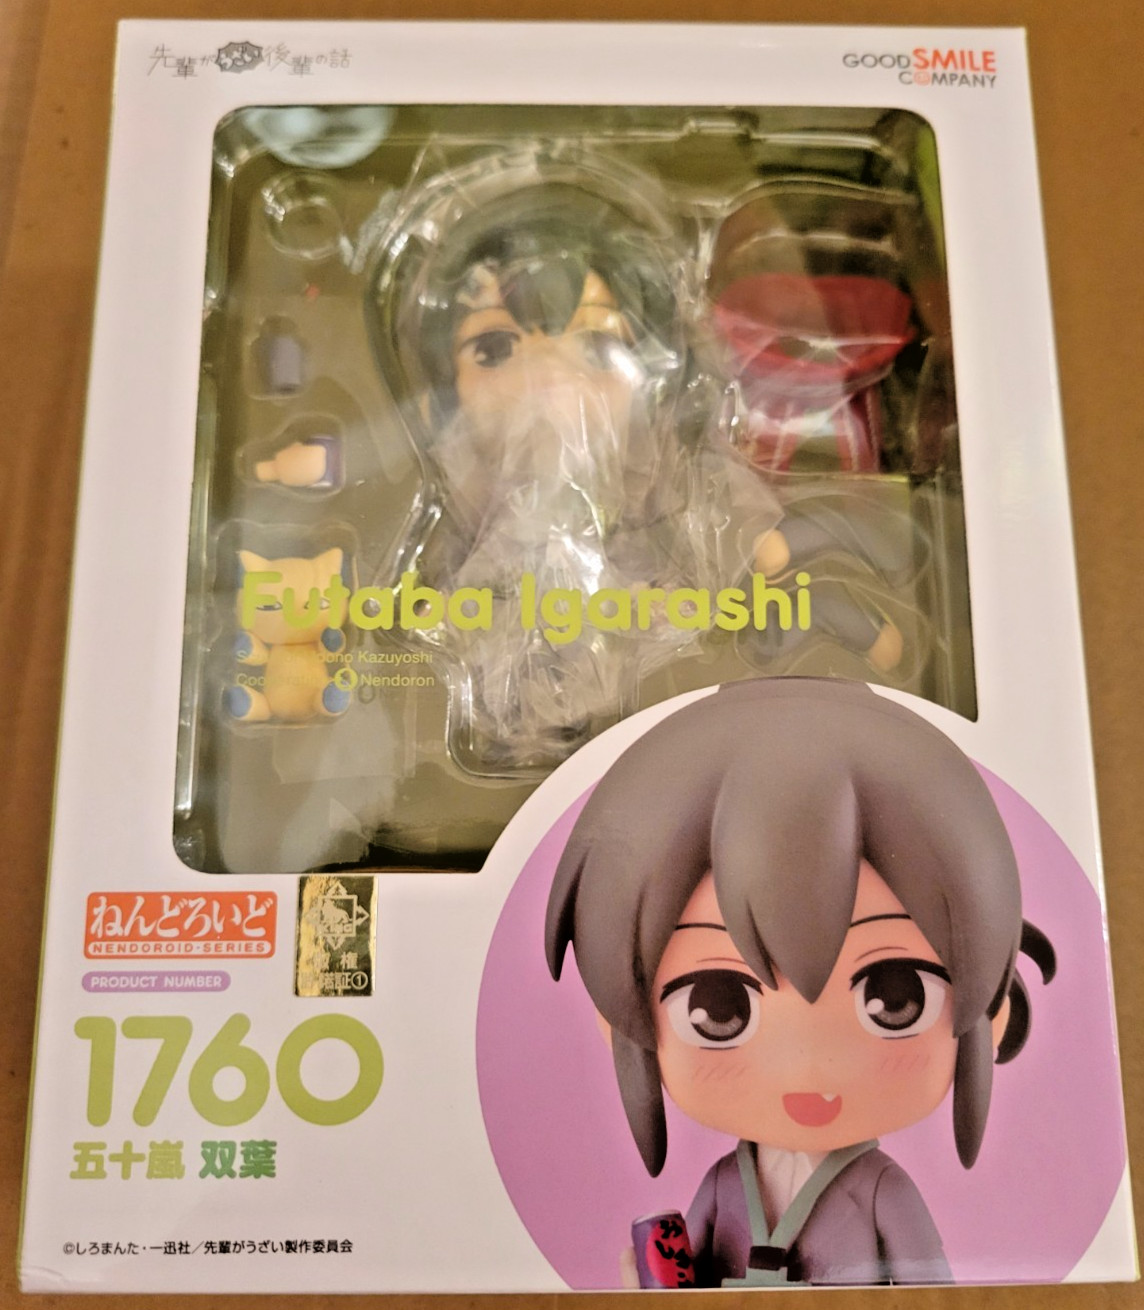 先輩がうざい後輩の話
GOOD SMILE
COMPANY
Futaba Igarashi
Kazuyoshi
Nendoron
ねんどろいど
NENDOROID-SERIES
PRODUCT NUMBER
1760
五十嵐 双葉
©しろまんた・一迅社／先輩がうざい製作委員会